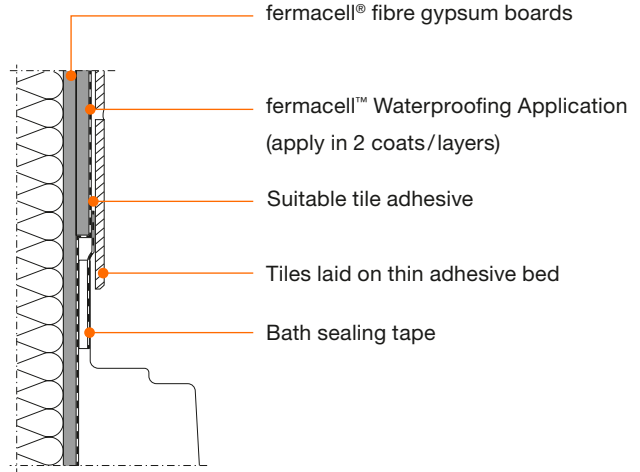 fermacell® fibre gypsum boards
fermacell™ Waterproofing Application
(apply in 2 coats/layers)
Suitable tile adhesive
Tiles laid on thin adhesive bed
Bath sealing tape